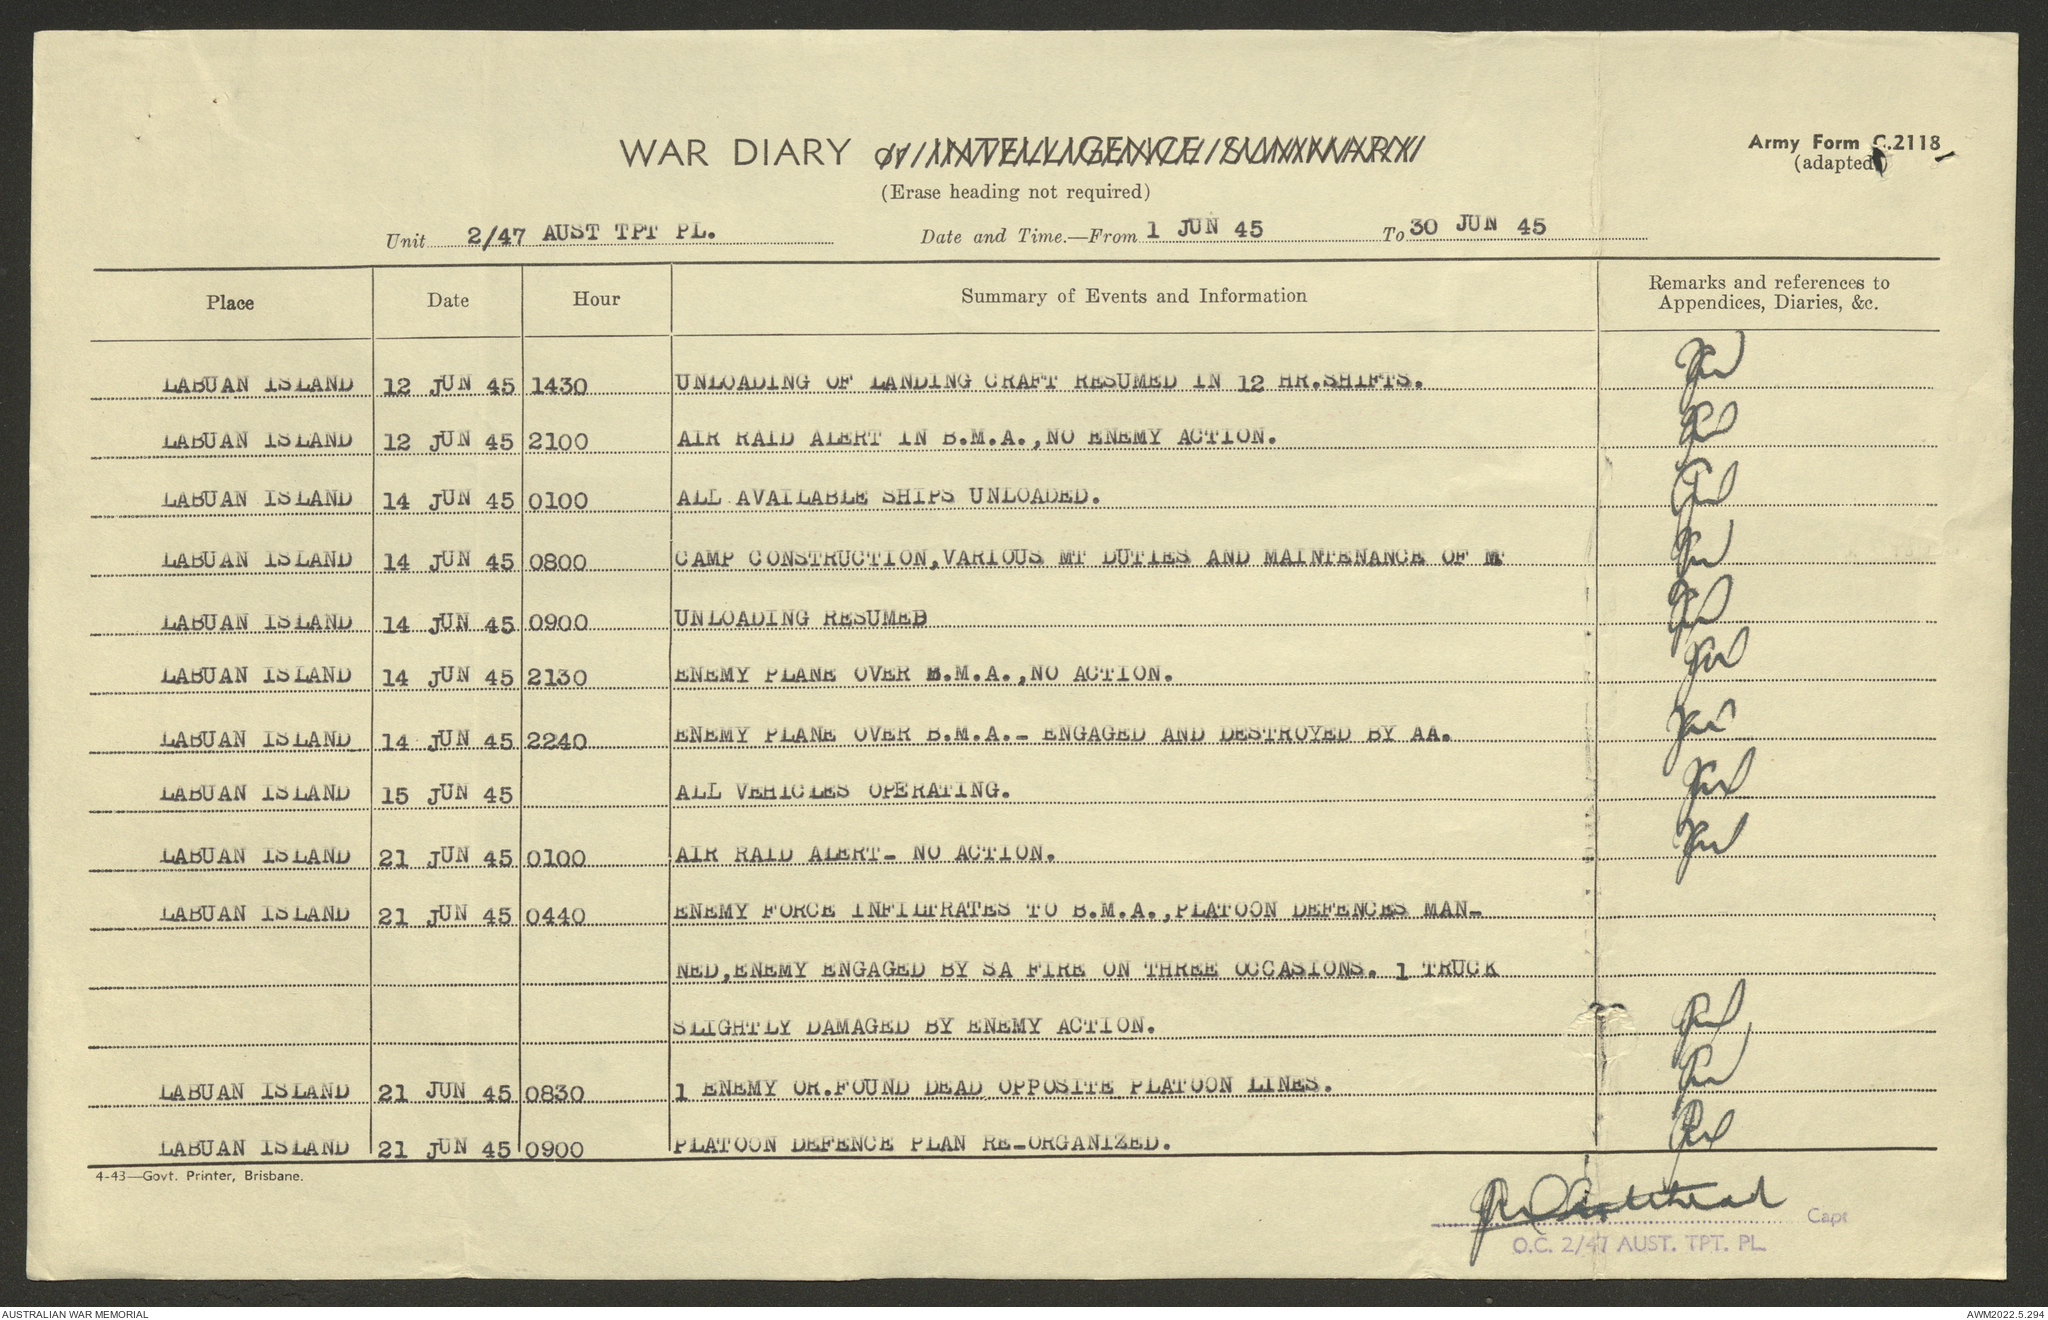 WAR DIARY or INTELLIGENCE SUMMARY
Army Form C.2118
(adapted)
(Erase heading not required)
Unit 2/47 AUST TPT PL. Date and Time.—From 1 JUN 45 To 30 JUN 45
Place Date Hour Summary of Events and Information Remarks and references to Appendices, Diaries, &c.
LABUAN ISLAND 12 JUN 45 1430 UNLOADING OF LANDING CRAFT RESUMED IN 12 HR.SHIFTS.
LABUAN ISLAND 12 JUN 45 2100 AIR RAID ALERT IN B.M.A.,NO ENEMY ACTION.
LABUAN ISLAND 14 JUN 45 0100 ALL AVAILABLE SHIPS UNLOADED.
LABUAN ISLAND 14 JUN 45 0800 CAMP CONSTRUCTION,VARIOUS MT DUTIES AND MAINTENANCE OF MT
LABUAN ISLAND 14 JUN 45 0900 UNLOADING RESUMED
LABUAN ISLAND 14 JUN 45 2130 ENEMY PLANE OVER B.M.A.,NO ACTION.
LABUAN ISLAND 14 JUN 45 2240 ENEMY PLANE OVER B.M.A.- ENGAGED AND DESTROYED BY AA.
LABUAN ISLAND 15 JUN 45 ALL VEHICLES OPERATING.
LABUAN ISLAND 21 JUN 45 0100 AIR RAID ALERT- NO ACTION.
LABUAN ISLAND 21 JUN 45 0440 ENEMY FORCE INFILTRATES TO B.M.A.,PLATOON DEFENCES MAN-
NED,ENEMY ENGAGED BY SA FIRE ON THREE OCCASIONS. 1 TRUCK
SLIGHTLY DAMAGED BY ENEMY ACTION.
LABUAN ISLAND 21 JUN 45 0830 1 ENEMY OR.FOUND DEAD OPPOSITE PLATOON LINES.
LABUAN ISLAND 21 JUN 45 0900 PLATOON DEFENCE PLAN RE-ORGANIZED.
4-43—Govt. Printer, Brisbane.
Capt
O.C. 2/47 AUST. TPT. PL.
AUSTRALIAN WAR MEMORIAL
AWM2022.5.294